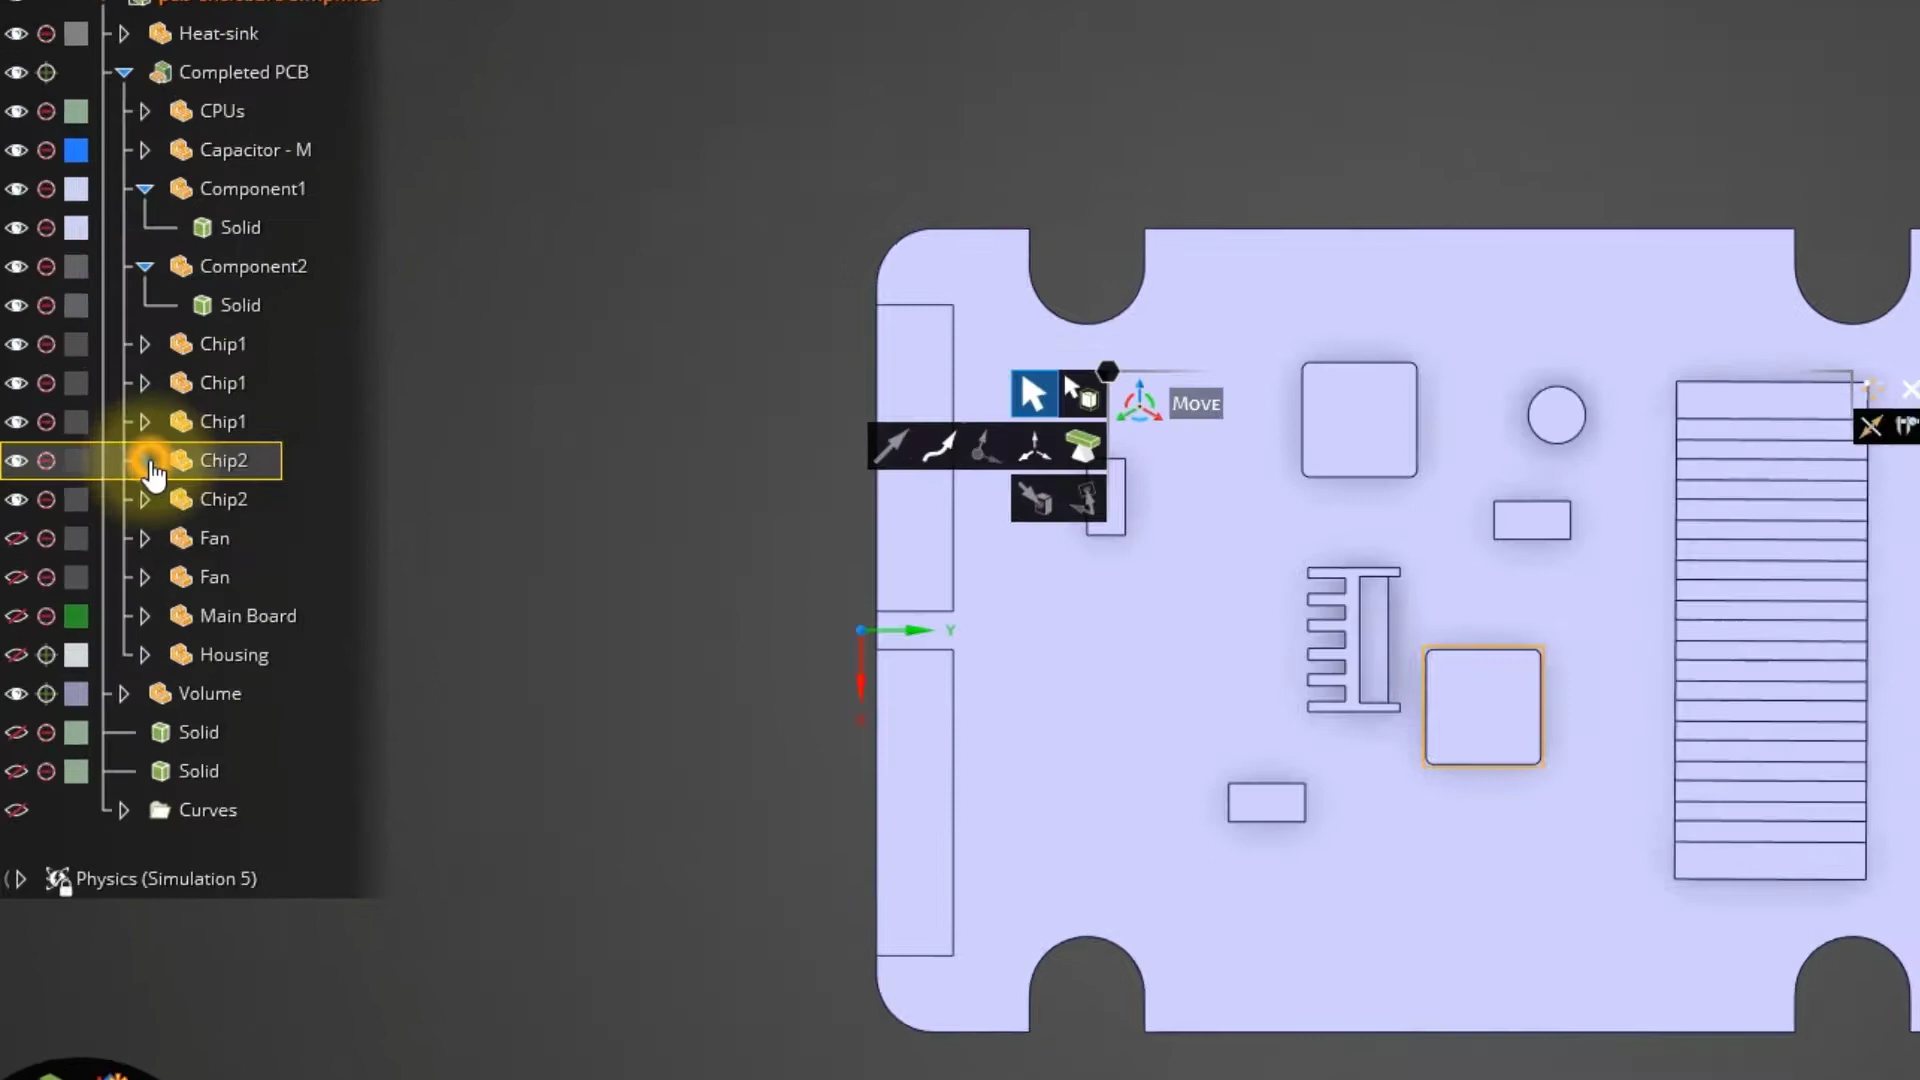 Heat-sink
Completed PCB
CPUs
Capacitor - M
Component1
Solid
Component2
Solid
Chip1
Chip1
Chip1
Chip2
Chip2
Fan
Fan
Main Board
Housing
Volume
Solid
Solid
Curves
Physics (Simulation 5)
Move
Y